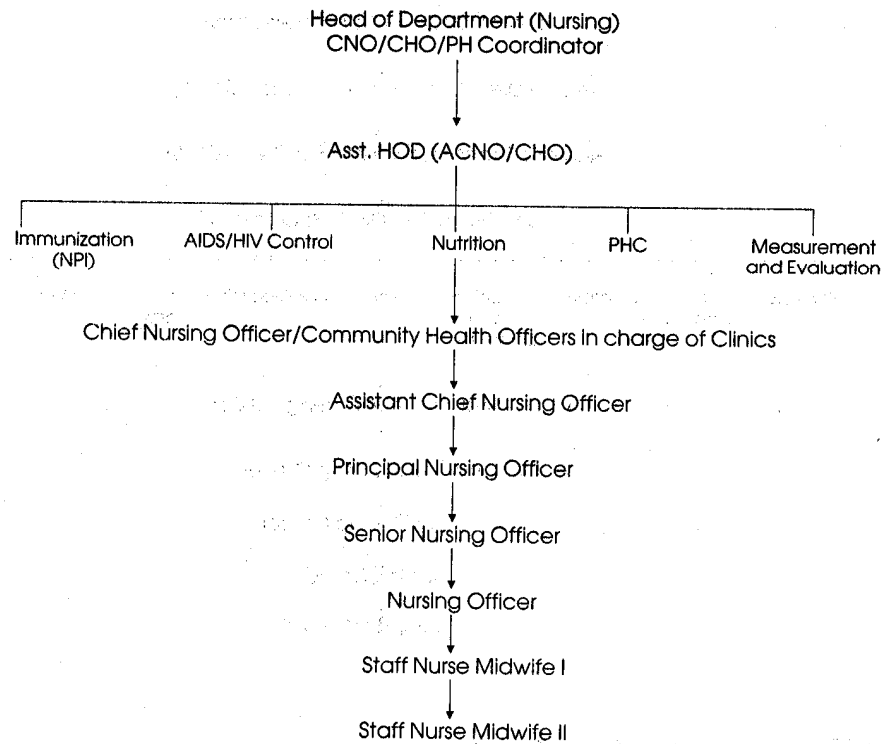 Head of Department (Nursing)
CNO/CHO/PH Coordinator
Asst. HOD (ACNO/CHO)
Immunization
(NPI)
AIDS/HIV Control
Nutrition
PHC
Measurement
and Evaluation
Chief Nursing Officer/Community Health Officers in charge of Clinics
Assistant Chief Nursing Officer
Principal Nursing Officer
Senior Nursing Officer
Nursing Officer
Staff Nurse Midwife I
Staff Nurse Midwife II